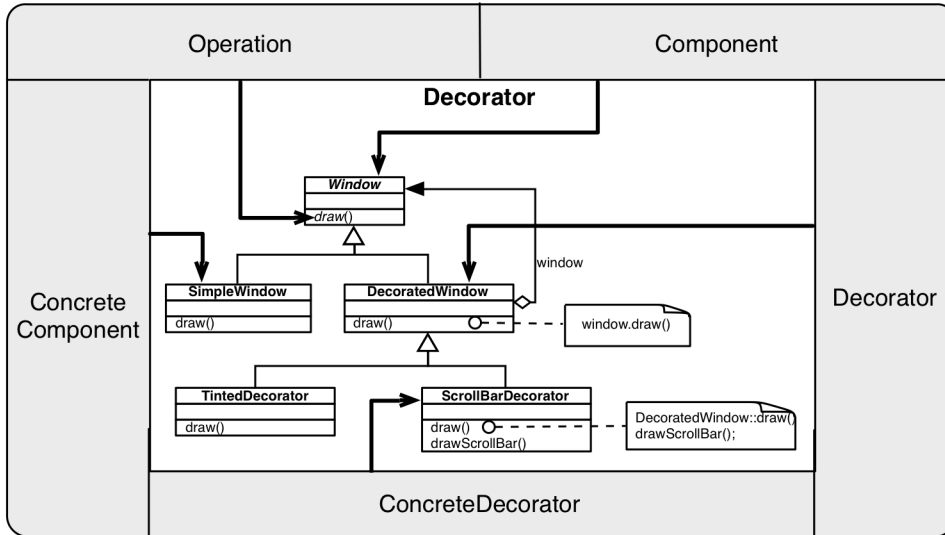 Operation
Component
Decorator
Window
draw()
window
Concrete
Component
Decorator
SimpleWindow
draw()
DecoratedWindow
draw()
window.draw()
TintedDecorator
draw()
ScrollBarDecorator
draw()
drawScrollBar()
DecoratedWindow::draw()
drawScrollBar();
ConcreteDecorator